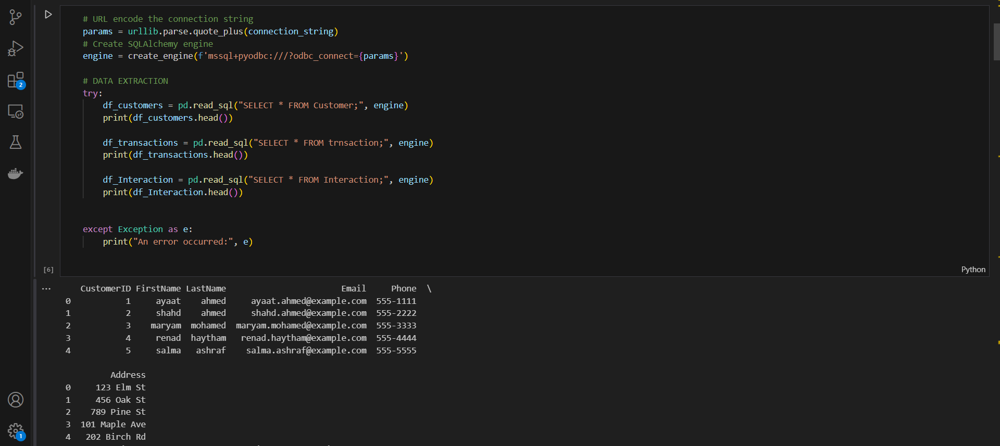 # URL encode the connection string
params = urllib.parse.quote_plus(connection_string)
# Create SQLAlchemy engine
engine = create_engine(f'mssql+pyodbc:///?odbc_connect={params}')
# DATA EXTRACTION
try:
    df_customers = pd.read_sql("SELECT * FROM Customer;", engine)
    print(df_customers.head())
    df_transactions = pd.read_sql("SELECT * FROM trnsaction;", engine)
    print(df_transactions.head())
    df_Interaction = pd.read_sql("SELECT * FROM Interaction;", engine)
    print(df_Interaction.head())
except Exception as e:
    print("An error occurred:", e)
[6]
Python
...
CustomerID FirstName LastName Email Phone \
0 1 ayaat ahmed ayaat.ahmed@example.com 555-1111
1 2 shahd ahmed shahd.ahmed@example.com 555-2222
2 3 maryam mohamed maryam.mohamed@example.com 555-3333
3 4 renad haytham renad.haytham@example.com 555-4444
4 5 salma ashraf salma.ashraf@example.com 555-5555
Address
0 123 Elm St
1 456 Oak St
2 789 Pine St
3 101 Maple Ave
4 202 Birch Rd
2
1